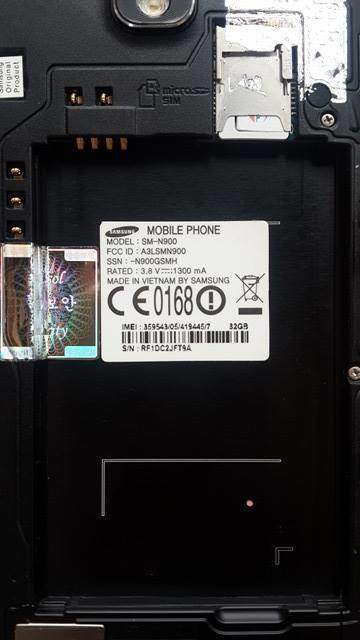 Samsung
Original
Product
micro
SIM
SAMSUNG MOBILE PHONE
MODEL : SM-N900
FCC ID : A3LSMN900
SSN : -N900GSMH
RATED : 3.8 V⎓1300 mA
MADE IN VIETNAM BY SAMSUNG
CE0168
IMEI : 359543/05/419445/7 32GB
S/N : RF1DC2JFT9A